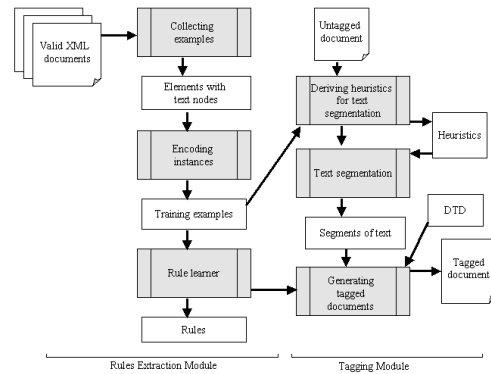 Valid XML
documents
Collecting
examples
Elements with
text nodes
Encoding
instances
Training examples
Rule learner
Rules
Rules Extraction Module
Untagged
document
Deriving heuristics
for text
segmentation
Heuristics
Text segmentation
Segments of text
DTD
Generating
tagged
documents
Tagged
document
Tagging Module